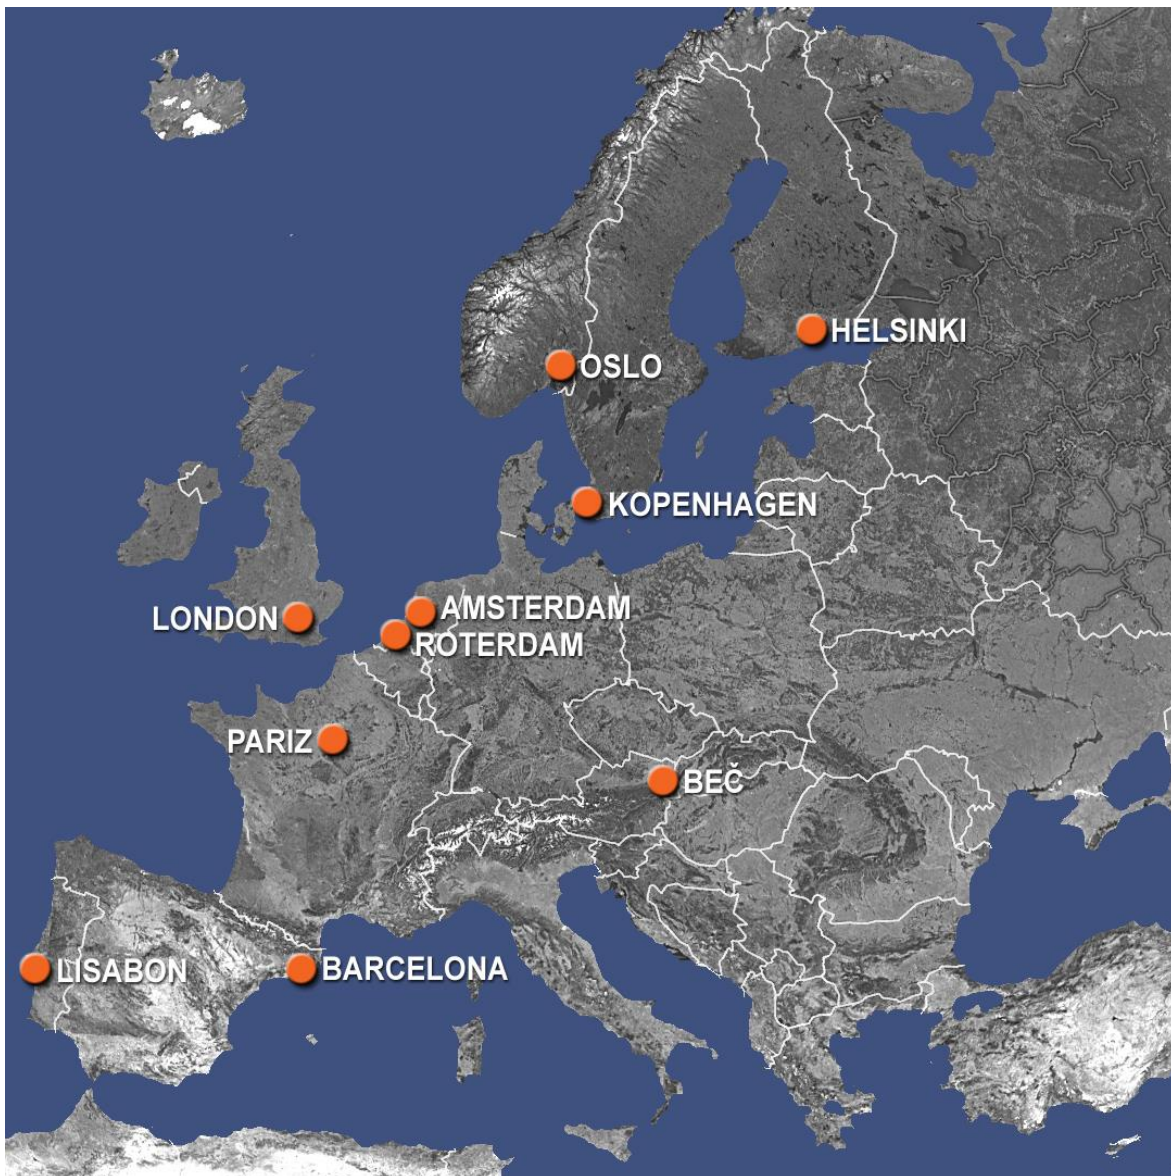 HELSINKI
OSLO
KOPENHAGEN
AMSTERDAM
LONDON
ROTERDAM
PARIZ
BEČ
LISABON
BARCELONA